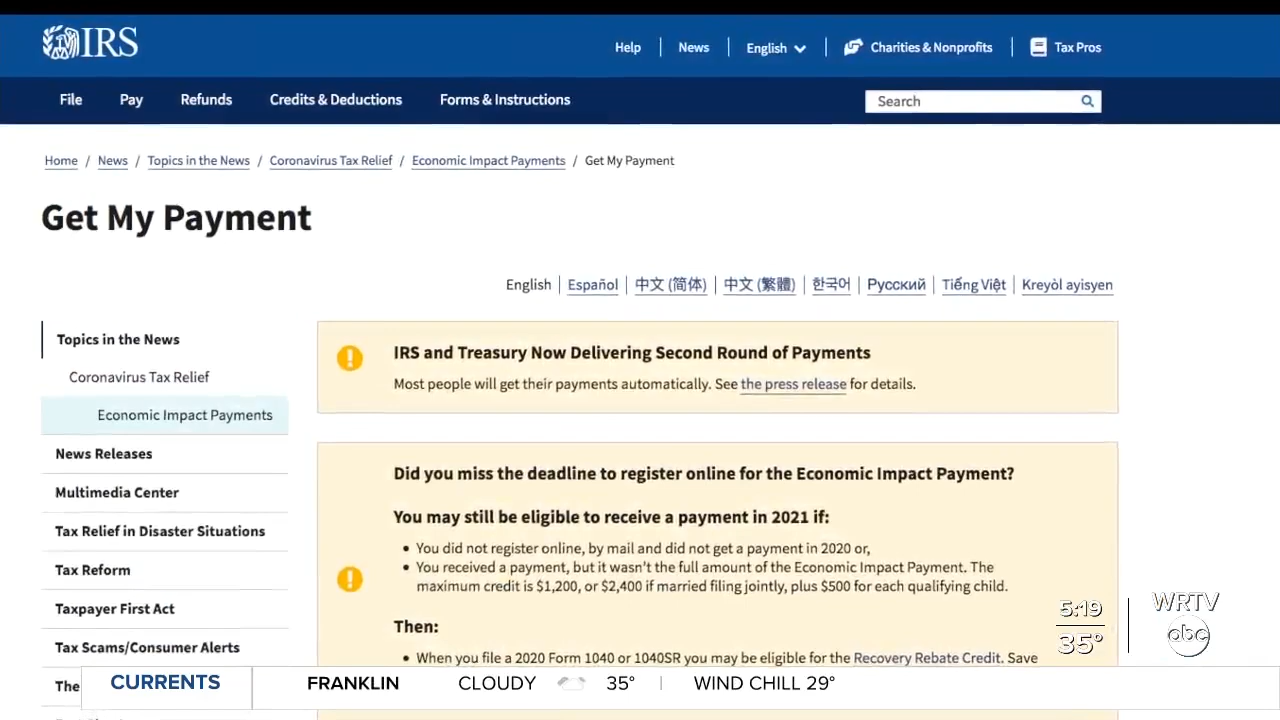 IRS
Help
News
English
Charities & Nonprofits
Tax Pros
File
Pay
Refunds
Credits & Deductions
Forms & Instructions
Search
Home / News / Topics in the News / Coronavirus Tax Relief / Economic Impact Payments / Get My Payment
Get My Payment
English | Español | 中文 (简体) | 中文 (繁體) | 한국어 | Русский | Tiếng Việt | Kreyòl ayisyen
Topics in the News
Coronavirus Tax Relief
Economic Impact Payments
News Releases
Multimedia Center
Tax Relief in Disaster Situations
Tax Reform
Taxpayer First Act
Tax Scams/Consumer Alerts
The
IRS and Treasury Now Delivering Second Round of Payments
Most people will get their payments automatically. See the press release for details.
Did you miss the deadline to register online for the Economic Impact Payment?
You may still be eligible to receive a payment in 2021 if:
• You did not register online, by mail and did not get a payment in 2020 or,
• You received a payment, but it wasn't the full amount of the Economic Impact Payment. The
maximum credit is $1,200, or $2,400 if married filing jointly, plus $500 for each qualifying child.
Then:
• When you file a 2020 Form 1040 or 1040SR you may be eligible for the Recovery Rebate Credit. Save
5:19
35°
WRTV
abc
CURRENTS
FRANKLIN CLOUDY 35° | WIND CHILL 29°